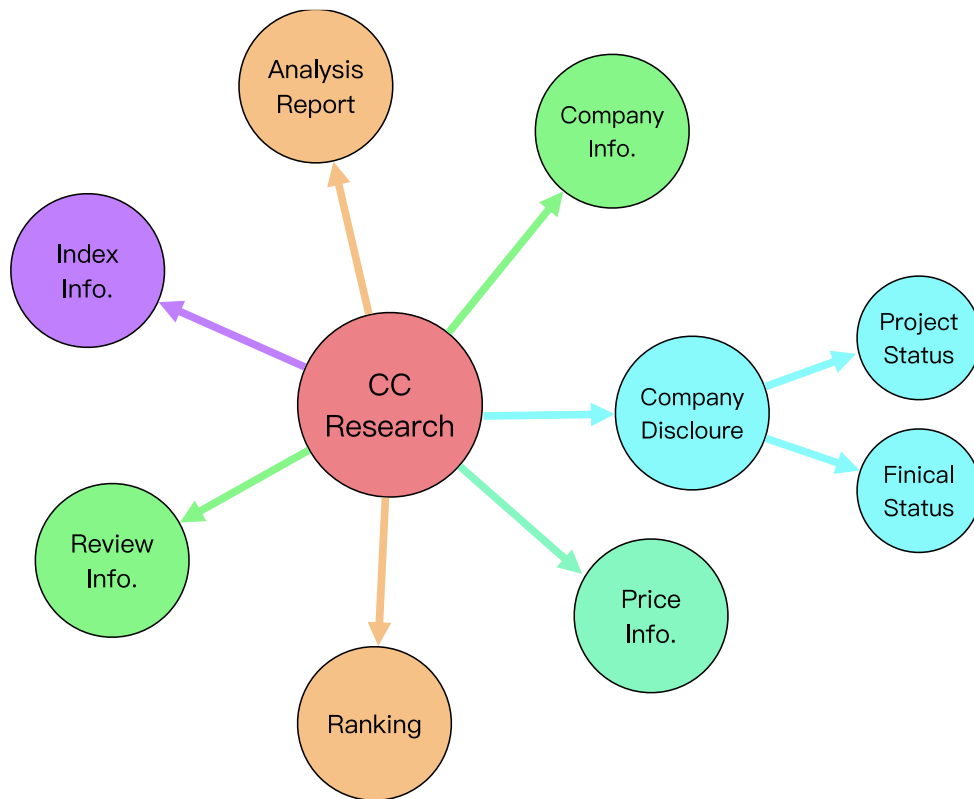 Analysis
Report
Company
Info.
Index
Info.
Project
Status
CC
Research
Company
Discloure
Finical
Status
Review
Info.
Price
Info.
Ranking